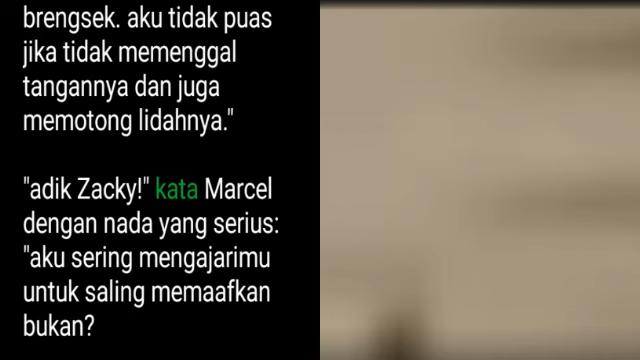 brengsek. aku tidak puas
jika tidak memenggal
tangannya dan juga
memotong lidahnya."
"adik Zacky!" kata Marcel
dengan nada yang serius:
"aku sering mengajarimu
untuk saling memaafkan
bukan?